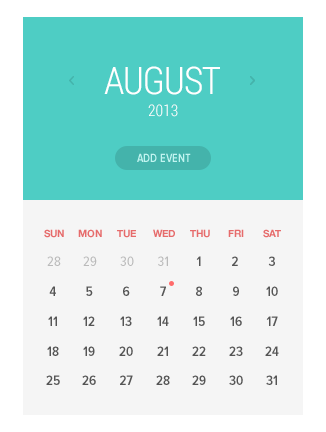 ‹ AUGUST ›
2013
ADD EVENT
SUN MON TUE WED THU FRI SAT
28 29 30 31 1 2 3
4 5 6 7 8 9 10
11 12 13 14 15 16 17
18 19 20 21 22 23 24
25 26 27 28 29 30 31